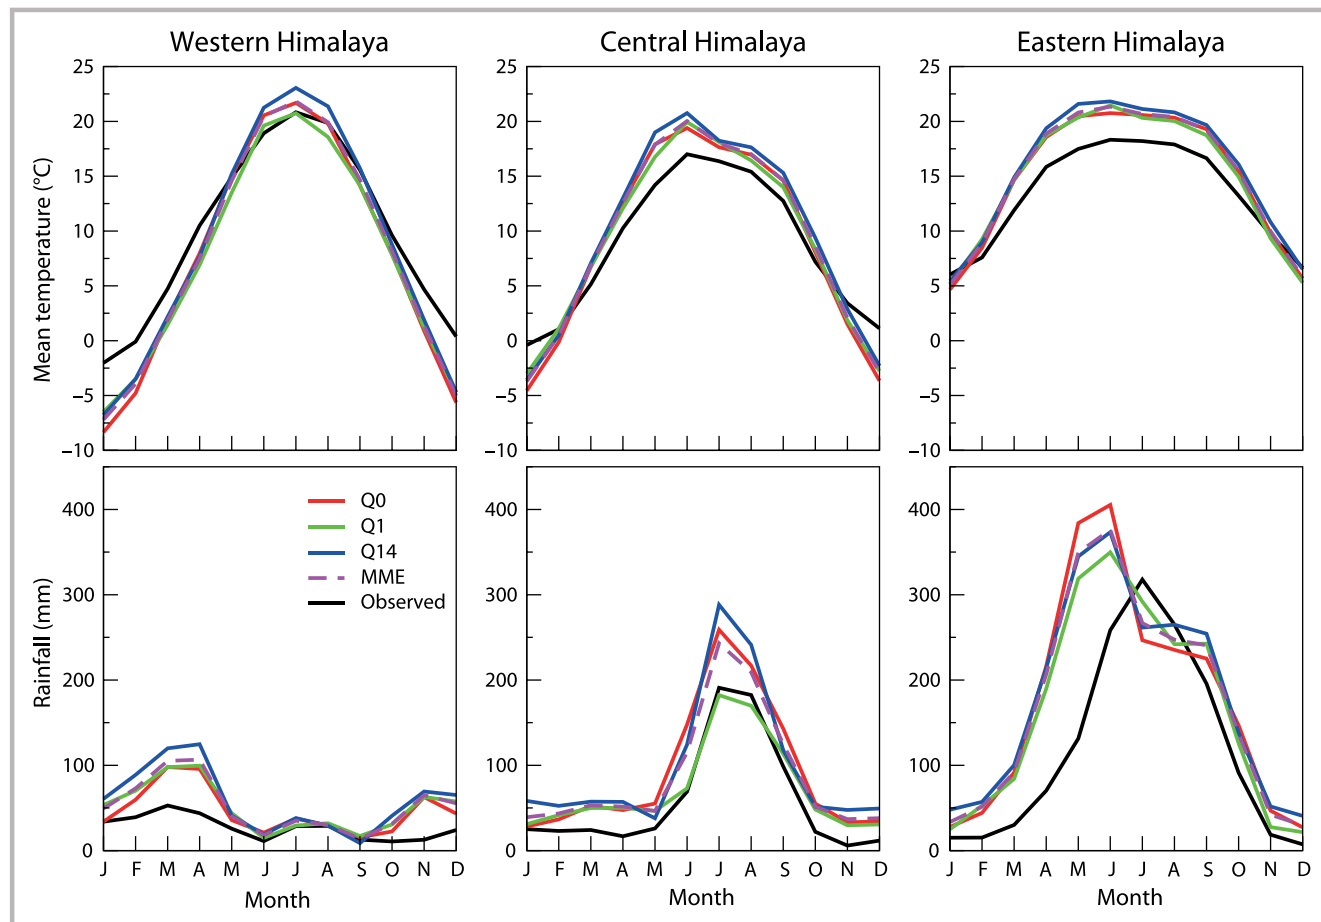 Western Himalaya
Central Himalaya
Eastern Himalaya
Mean temperature (°C)
25
20
15
10
5
0
−5
−10
25
20
15
10
5
0
−5
−10
25
20
15
10
5
0
−5
−10
Rainfall (mm)
400
300
200
100
0
Q0
Q1
Q14
MME
Observed
400
300
200
100
0
400
300
200
100
0
J F M A M J J A S O N D
J F M A M J J A S O N D
J F M A M J J A S O N D
Month
Month
Month